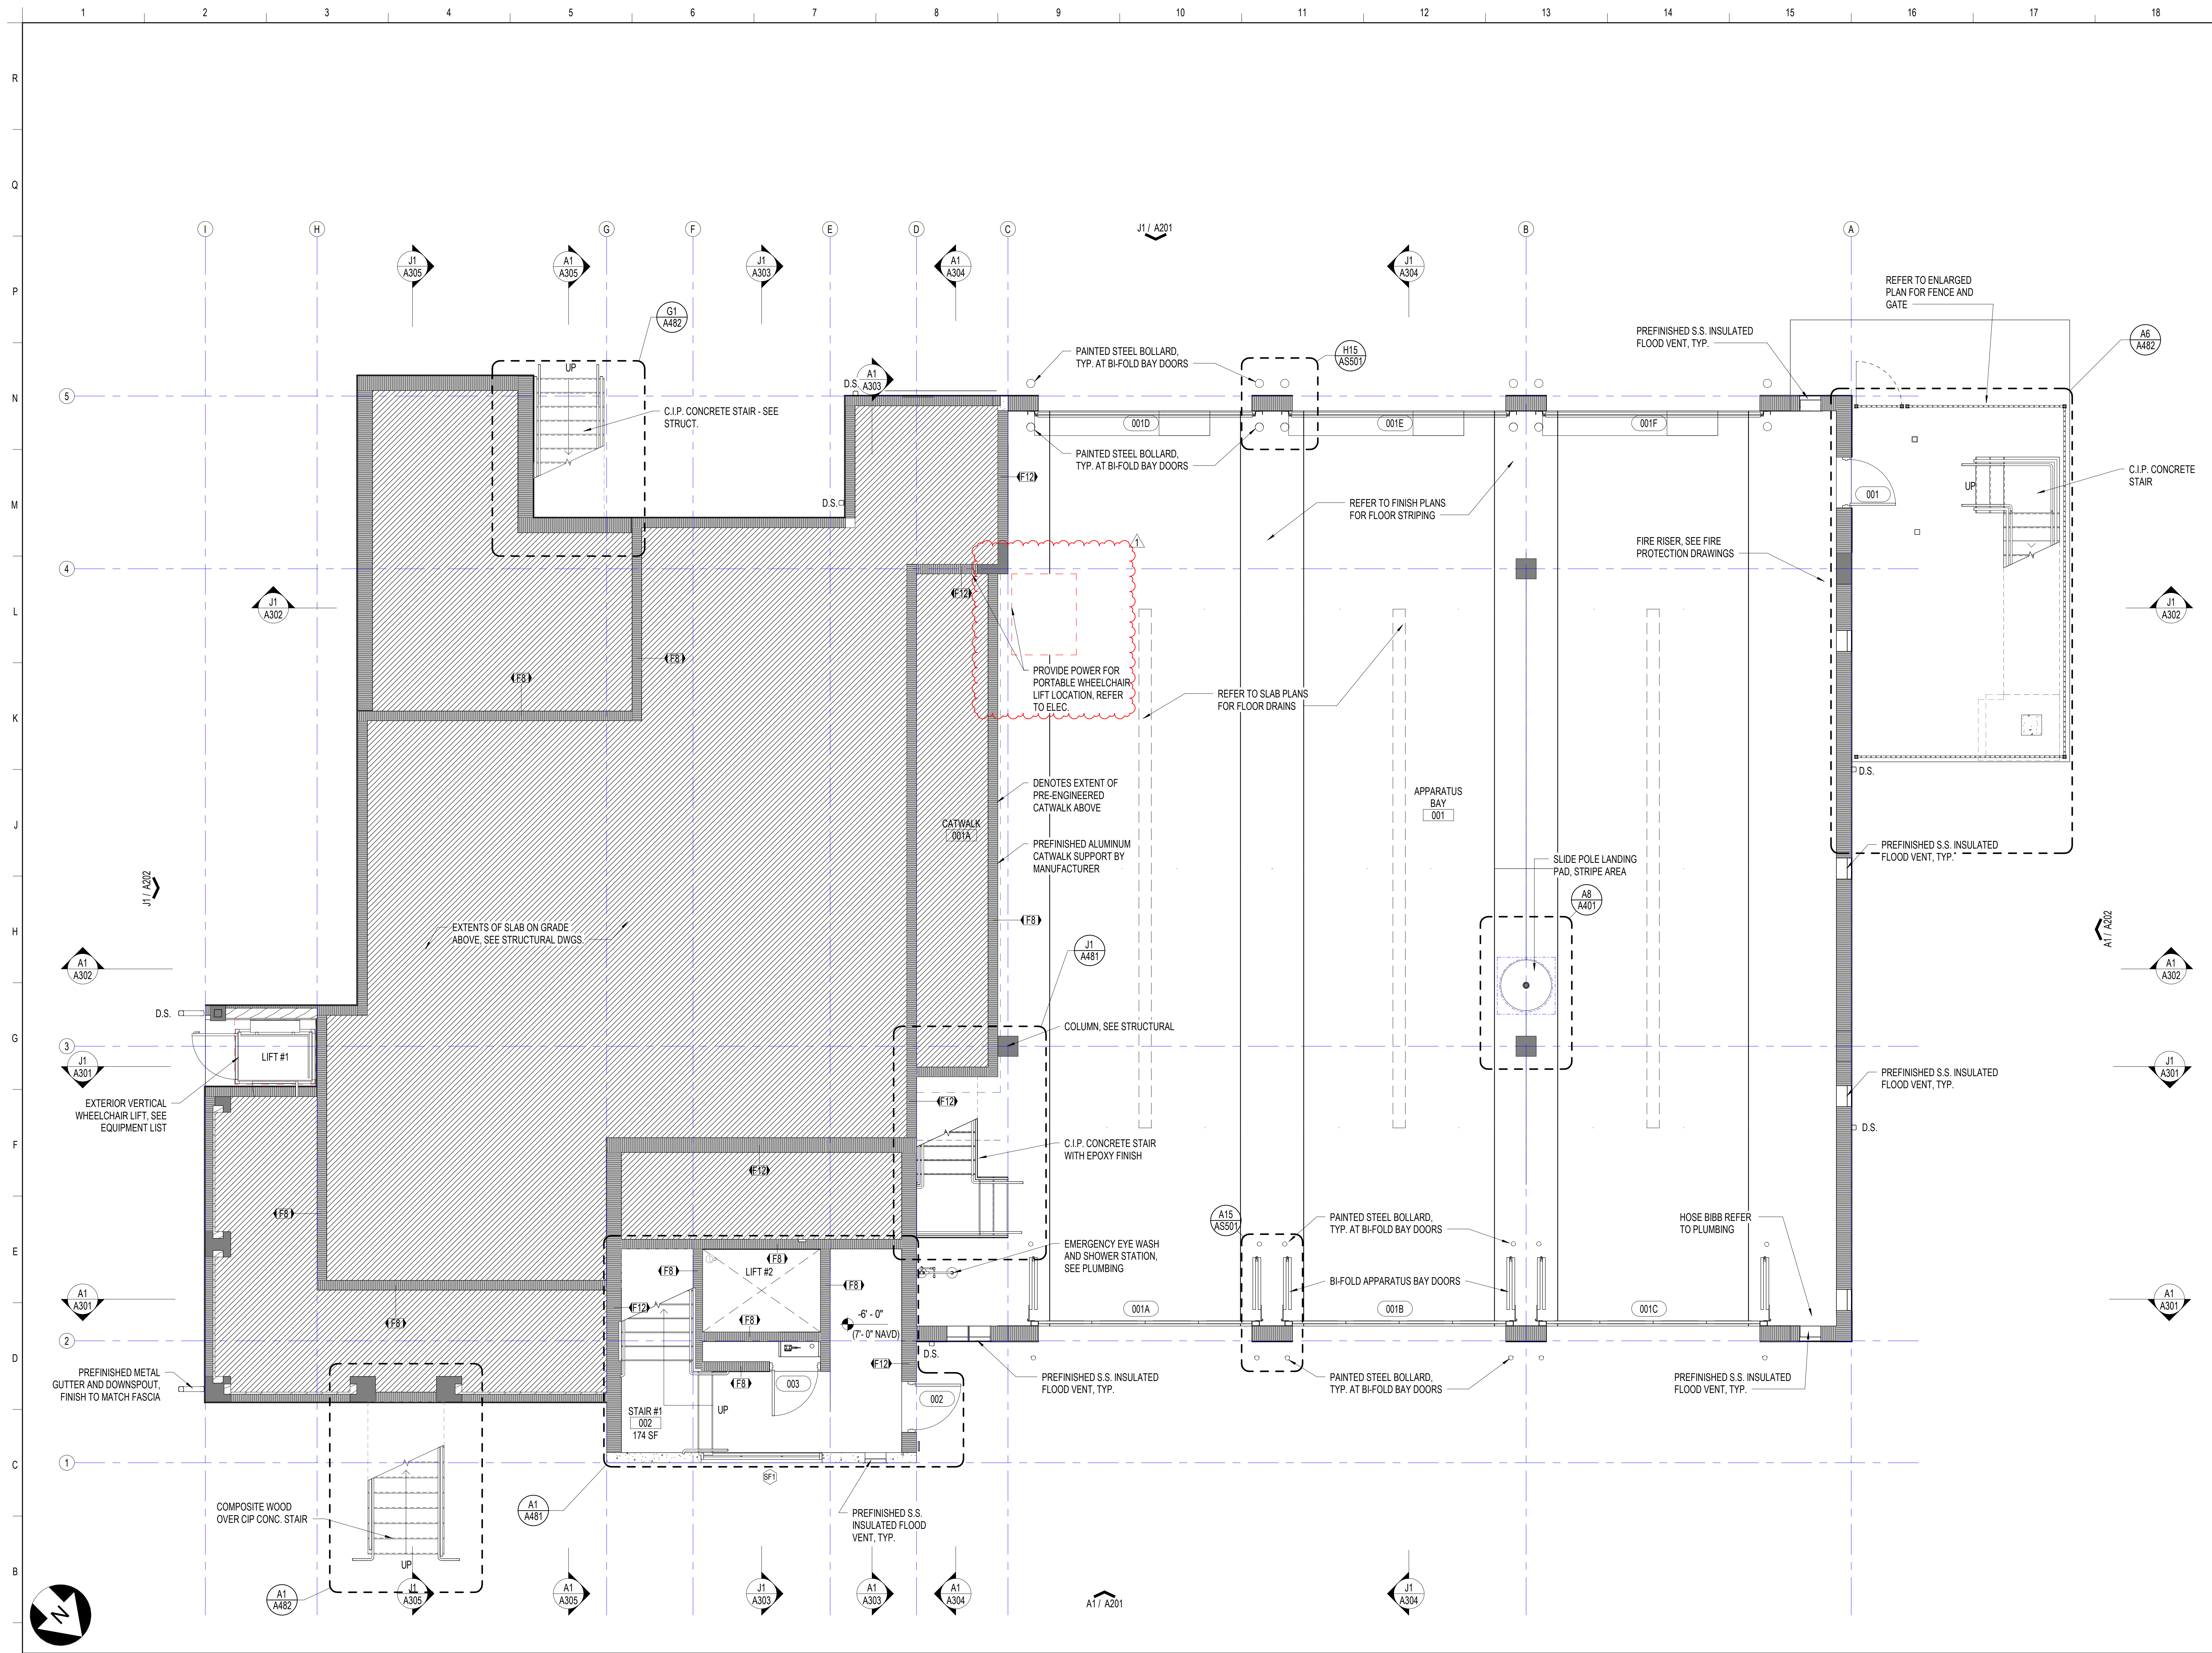 1 2 3 4 5 6 7 8 9 10 11 12 13 14 15 16 17 18
R
Q
P
N
M
L
K
J
H
G
F
E
D
C
B
I H G F E D C B A
5
4
3
2
1
J1 / A201
J1
A305
A1
A305
J1
A303
A1
A304
J1
A304
G1
A482
A1
A303
H15
AS501
A6
A482
REFER TO ENLARGED
PLAN FOR FENCE AND
GATE
PREFINISHED S.S. INSULATED
FLOOD VENT, TYP.
PAINTED STEEL BOLLARD,
TYP. AT BI-FOLD BAY DOORS
UP
D.S.
C.I.P. CONCRETE STAIR - SEE
STRUCT.
001D
001E
001F
PAINTED STEEL BOLLARD,
TYP. AT BI-FOLD BAY DOORS
F12
D.S.
REFER TO FINISH PLANS
FOR FLOOR STRIPING
001
UP
C.I.P. CONCRETE
STAIR
FIRE RISER, SEE FIRE
PROTECTION DRAWINGS
1
J1
A302
F12
J1
A302
F8
F8
PROVIDE POWER FOR
PORTABLE WHEELCHAIR
LIFT LOCATION, REFER
TO ELEC.
REFER TO SLAB PLANS
FOR FLOOR DRAINS
D.S.
DENOTES EXTENT OF
PRE-ENGINEERED
CATWALK ABOVE
APPARATUS
BAY
001
CATWALK
001A
PREFINISHED ALUMINUM
CATWALK SUPPORT BY
MANUFACTURER
PREFINISHED S.S. INSULATED
FLOOD VENT, TYP.
SLIDE POLE LANDING
PAD, STRIPE AREA
J1 / A202
A8
A401
F8
EXTENTS OF SLAB ON GRADE
ABOVE, SEE STRUCTURAL DWGS.
A1 / A202
J1
A481
A1
A302
A1
A302
D.S.
COLUMN, SEE STRUCTURAL
LIFT #1
J1
A301
J1
A301
PREFINISHED S.S. INSULATED
FLOOD VENT, TYP.
EXTERIOR VERTICAL
WHEELCHAIR LIFT, SEE
EQUIPMENT LIST
F12
D.S.
C.I.P. CONCRETE STAIR
WITH EPOXY FINISH
F12
F8
A15
AS501
PAINTED STEEL BOLLARD,
TYP. AT BI-FOLD BAY DOORS
HOSE BIBB REFER
TO PLUMBING
EMERGENCY EYE WASH
AND SHOWER STATION,
SEE PLUMBING
F8
F8
LIFT #2
F8
BI-FOLD APPARATUS BAY DOORS
A1
A301
A1
A301
F12
001A
001B
001C
-6' - 0"
(7'- 0" NAVD)
F8
F8
D.S.
F12
F8
003
002
PREFINISHED METAL
GUTTER AND DOWNSPOUT,
FINISH TO MATCH FASCIA
PREFINISHED S.S. INSULATED
FLOOD VENT, TYP.
PAINTED STEEL BOLLARD,
TYP. AT BI-FOLD BAY DOORS
PREFINISHED S.S. INSULATED
FLOOD VENT, TYP.
STAIR #1
002
174 SF
UP
SF1
COMPOSITE WOOD
OVER CIP CONC. STAIR
A1
A481
PREFINISHED S.S.
INSULATED FLOOD
VENT, TYP.
UP
A1
A482
J1
A305
A1
A305
J1
A303
A1
A303
A1
A304
A1 / A201
J1
A304
N